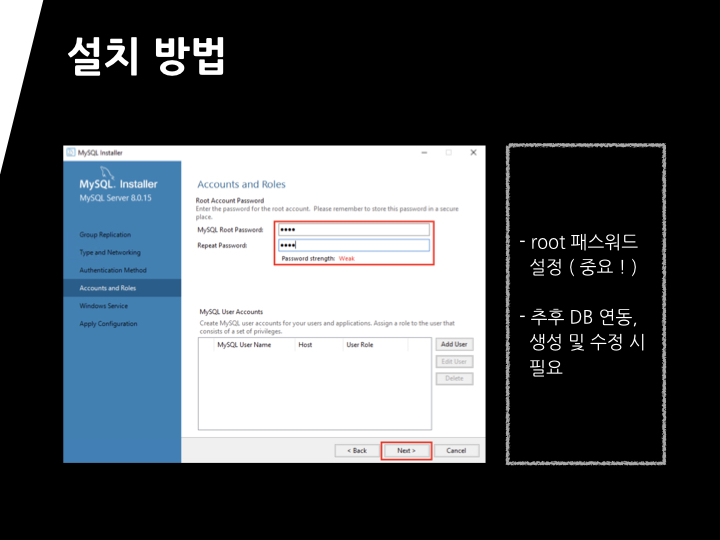 설치 방법
MySQL Installer
MySQL. Installer
MySQL Server 8.0.15
Group Replication
Type and Networking
Authentication Method
Accounts and Roles
Windows Service
Apply Configuration
Accounts and Roles
Root Account Password
Enter the password for the root account. Please remember to store this password in a secure
place.
MySQL Root Password: ●●●●
Repeat Password: ●●●●
Password strength: Weak
MySQL User Accounts
Create MySQL user accounts for your users and applications. Assign a role to the user that
consists of a set of privileges.
MySQL User Name Host User Role
Add User
Edit User
Delete
< Back Next > Cancel
- root 패스워드
설정 ( 중요 ! )
- 추후 DB 연동,
생성 및 수정 시
필요